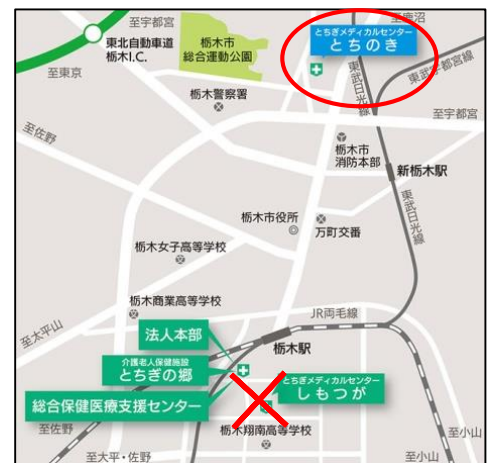 至宇都宮
至鹿沼
東北自動車道
栃木I.C.
栃木市
総合運動公園
とちぎメディカルセンター
とちのき
至東京
東武日光線
東武宇都宮線
栃木警察署
至宇都宮
至佐野
栃木市
消防本部
新栃木駅
東武日光線
栃木市役所
万町交番
栃木女子高等学校
栃木商業高等学校
JR両毛線
至太平山
法人本部
栃木駅
介護老人保健施設
とちぎの郷
とちぎメディカルセンター
しもつが
総合保健医療支援センター
至佐野
栃木翔南高等学校
至小山
至大平・佐野
至小山